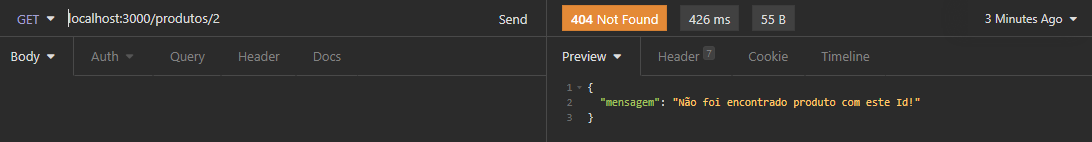 GET localhost:3000/produtos/2 Send
404 Not Found 426 ms 55 B 3 Minutes Ago
Body Auth Query Header Docs
Preview Header 7 Cookie Timeline
1 {
2 "mensagem": "Não foi encontrado produto com este Id!"
3 }